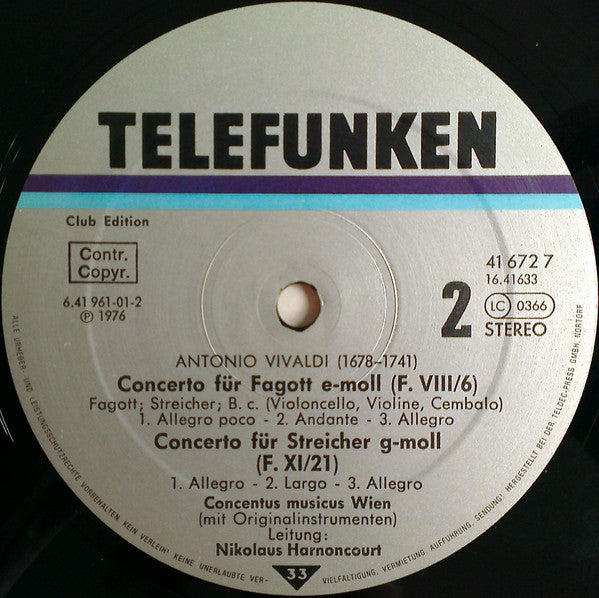 TELEFUNKEN
Club Edition
Contr.
Copyr.
6.41 961-01-2
℗ 1976
41 672 7
16.41633
2
LC 0366
STEREO
ANTONIO VIVALDI (1678-1741)
Concerto für Fagott e-moll (F. VIII/6)
Fagott; Streicher; B. c. (Violoncello, Violine, Cembalo)
1. Allegro poco - 2. Andante - 3. Allegro
Concerto für Streicher g-moll
(F. XI/21)
1. Allegro - 2. Largo - 3. Allegro
Concentus musicus Wien
(mit Originalinstrumenten)
Leitung:
Nikolaus Harnoncourt
33
ALLE URHEBER- UND LEISTUNGSSCHUTZRECHTE VORBEHALTEN KEIN VERLEIH! KEINE UNERLAUBTE VER- VIELFÄLTIGUNG, VERMIETUNG, AUFFÜHRUNG, SENDUNG! HERGESTELLT BEI DER TELDEC-PRESS GMBH, NORTORF